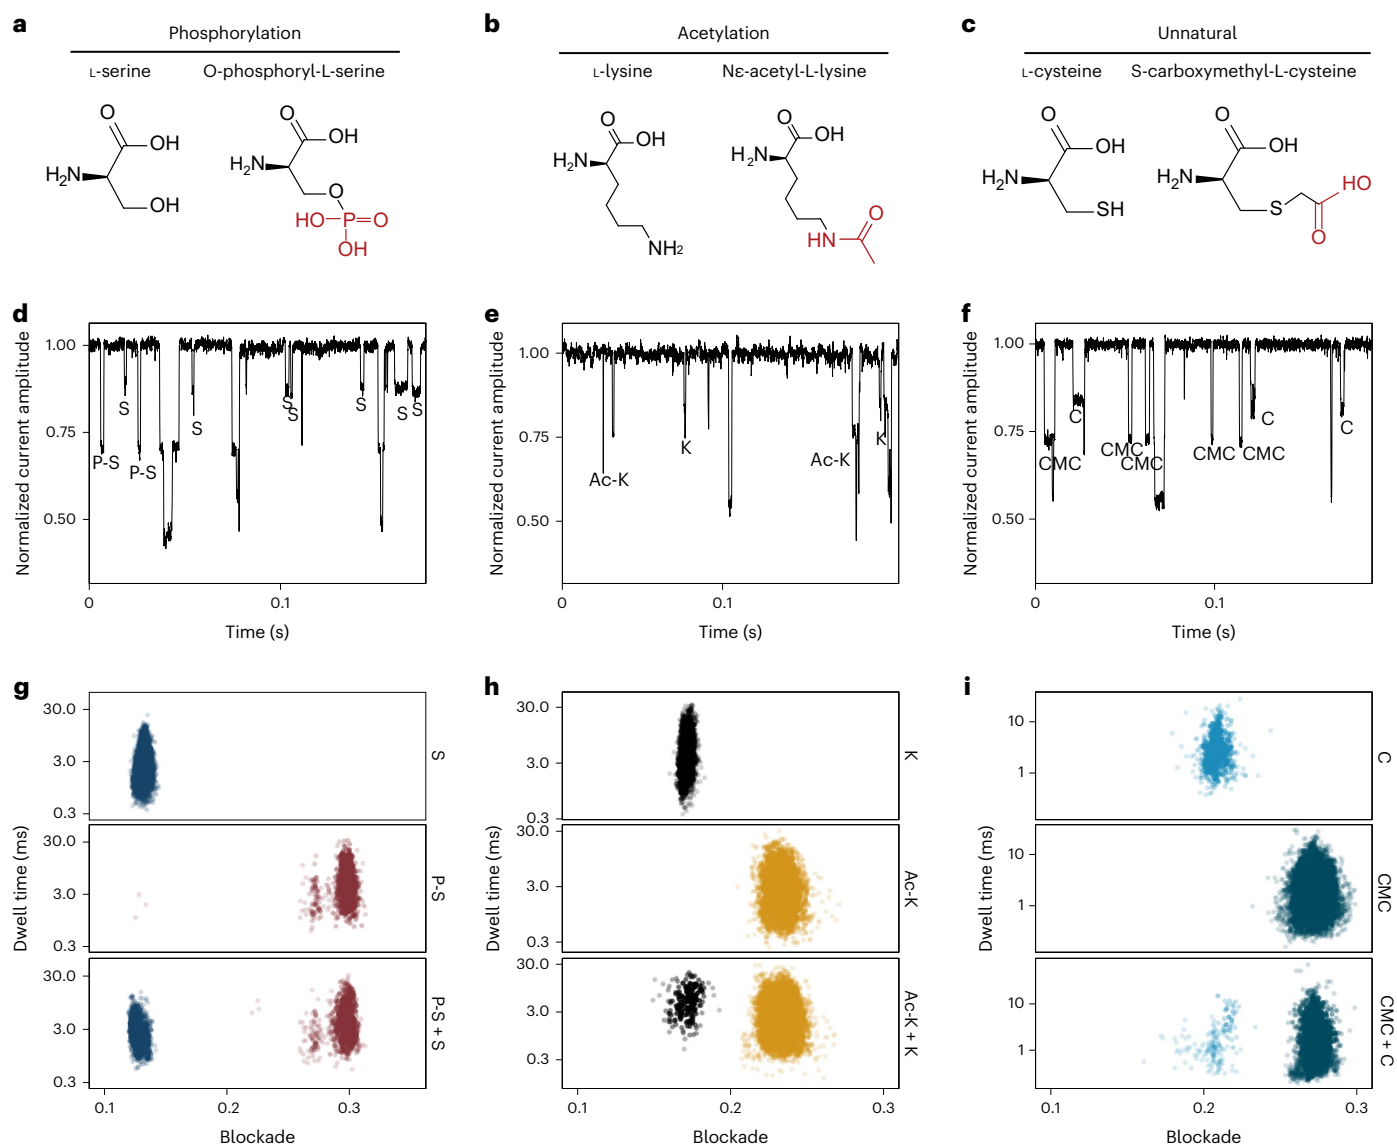 a
Phosphorylation
L-serine
O-phosphoryl-L-serine
O
OH
H₂N
OH
O
OH
H₂N
O
HO
P
O
OH
b
Acetylation
L-lysine
Nε-acetyl-L-lysine
O
OH
H₂N
NH₂
O
OH
H₂N
O
HN
c
Unnatural
L-cysteine
S-carboxymethyl-L-cysteine
O
OH
H₂N
SH
O
OH
H₂N
S
HO
O
d
Normalized current amplitude
1.00
0.75
0.50
P-S
S
P-S
S
S
S
S
S
S
0
0.1
Time (s)
e
Normalized current amplitude
1.00
0.75
0.50
Ac-K
K
Ac-K
K
0
0.1
Time (s)
f
Normalized current amplitude
1.00
0.75
0.50
CMC
C
CMC
CMC
CMC
CMC
C
C
0
0.1
Time (s)
g
Dwell time (ms)
30.0
3.0
0.3
S
30.0
3.0
0.3
P-S
30.0
3.0
0.3
P-S + S
0.1
0.2
0.3
Blockade
h
Dwell time (ms)
30.0
3.0
0.3
K
30.0
3.0
0.3
Ac-K
30.0
3.0
0.3
Ac-K + K
0.1
0.2
0.3
Blockade
i
Dwell time (ms)
10
1
C
10
1
CMC
10
1
CMC + C
0.1
0.2
0.3
Blockade